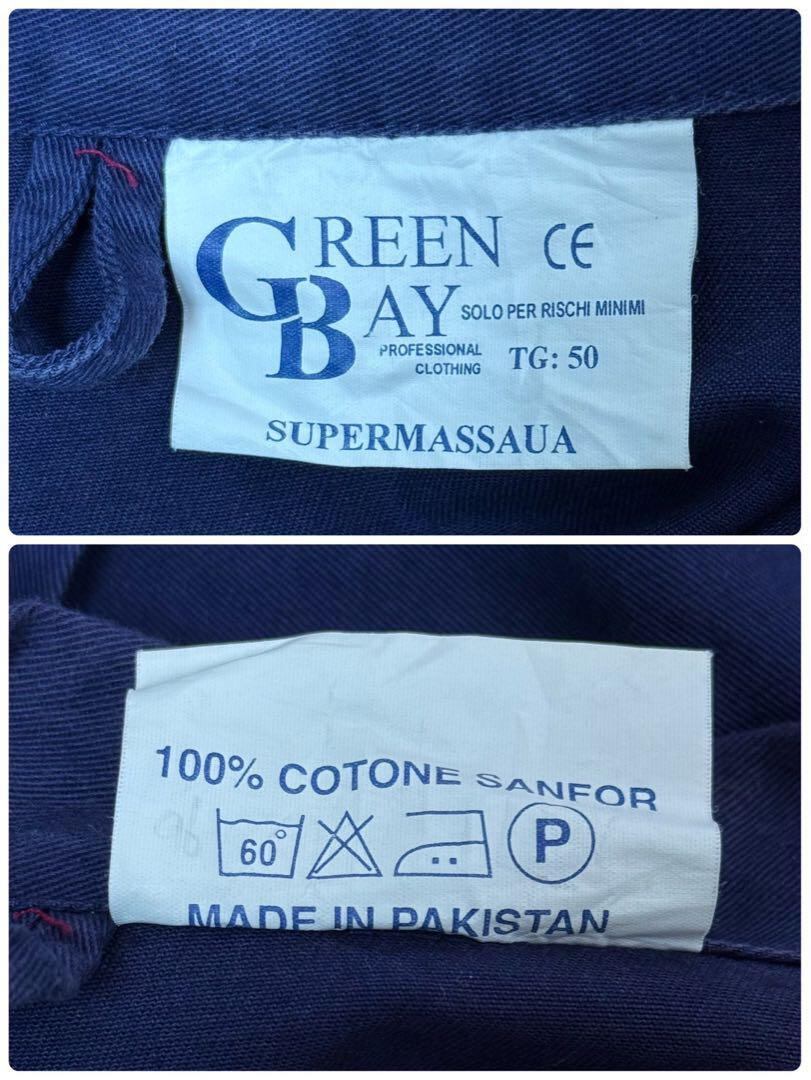 GREEN CE
BAY SOLO PER RISCHI MINIMI
PROFESSIONAL
CLOTHING TG: 50
SUPERMASSAUA
100% COTONE SANFOR
60° P
MADE IN PAKISTAN